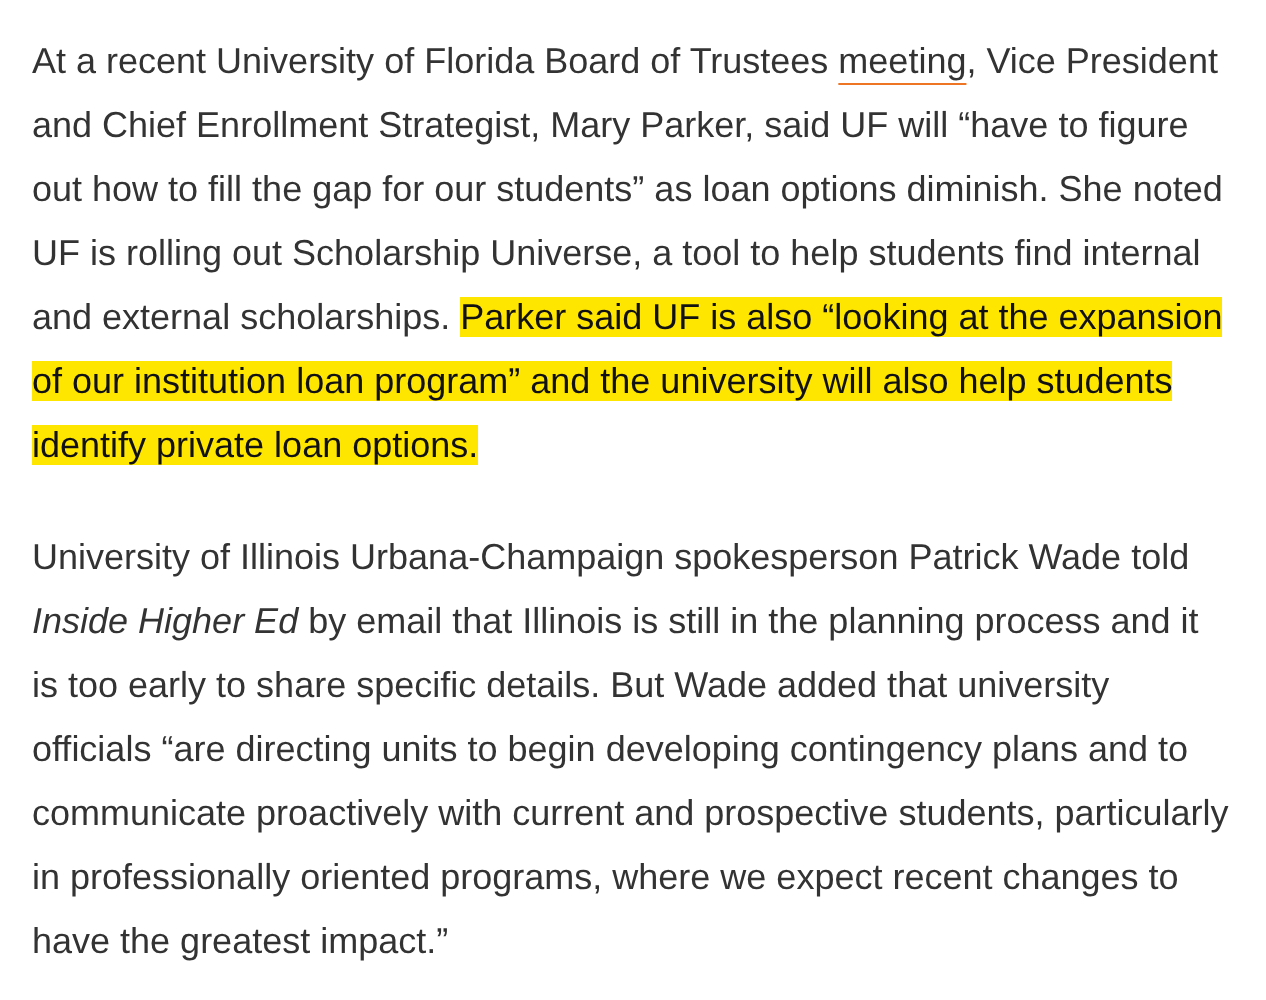 At a recent University of Florida Board of Trustees meeting, Vice President
and Chief Enrollment Strategist, Mary Parker, said UF will “have to figure
out how to fill the gap for our students” as loan options diminish. She noted
UF is rolling out Scholarship Universe, a tool to help students find internal
and external scholarships. Parker said UF is also “looking at the expansion
of our institution loan program” and the university will also help students
identify private loan options.
University of Illinois Urbana-Champaign spokesperson Patrick Wade told
Inside Higher Ed by email that Illinois is still in the planning process and it
is too early to share specific details. But Wade added that university
officials “are directing units to begin developing contingency plans and to
communicate proactively with current and prospective students, particularly
in professionally oriented programs, where we expect recent changes to
have the greatest impact.”